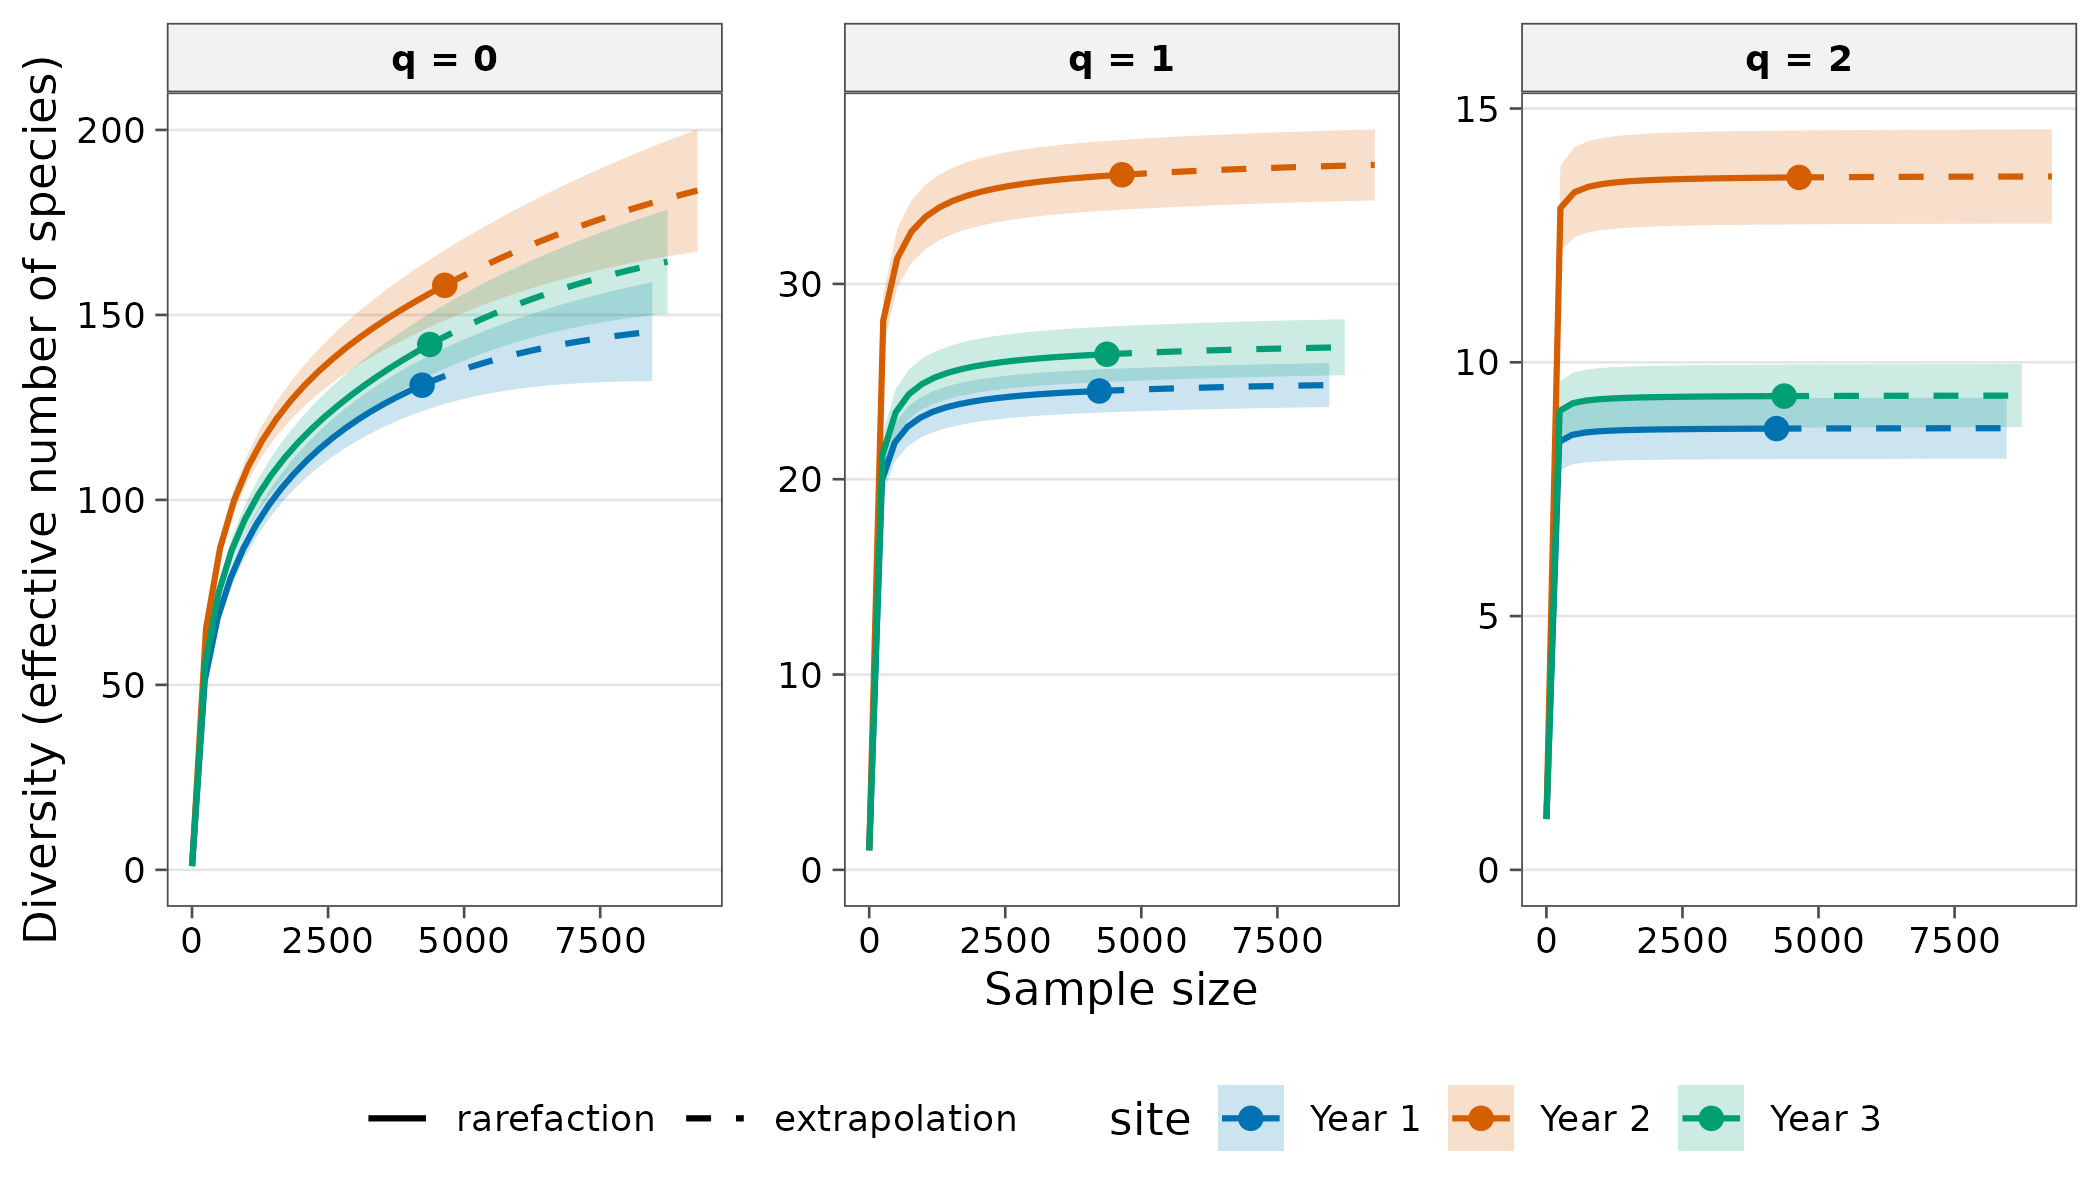 q = 0
q = 1
q = 2
Diversity (effective number of species)
200
150
100
50
0
30
20
10
0
15
10
5
0
0 2500 5000 7500
0 2500 5000 7500
0 2500 5000 7500
Sample size
rarefaction extrapolation site Year 1 Year 2 Year 3